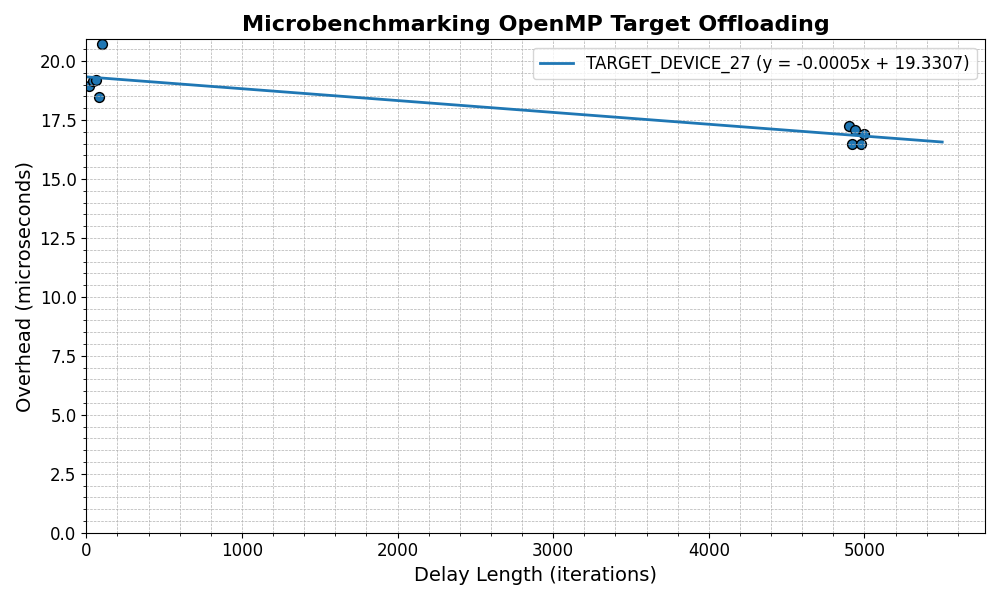 Microbenchmarking OpenMP Target Offloading
TARGET_DEVICE_27 (y = -0.0005x + 19.3307)
Overhead (microseconds)
20.0
17.5
15.0
12.5
10.0
7.5
5.0
2.5
0.0
0 1000 2000 3000 4000 5000
Delay Length (iterations)